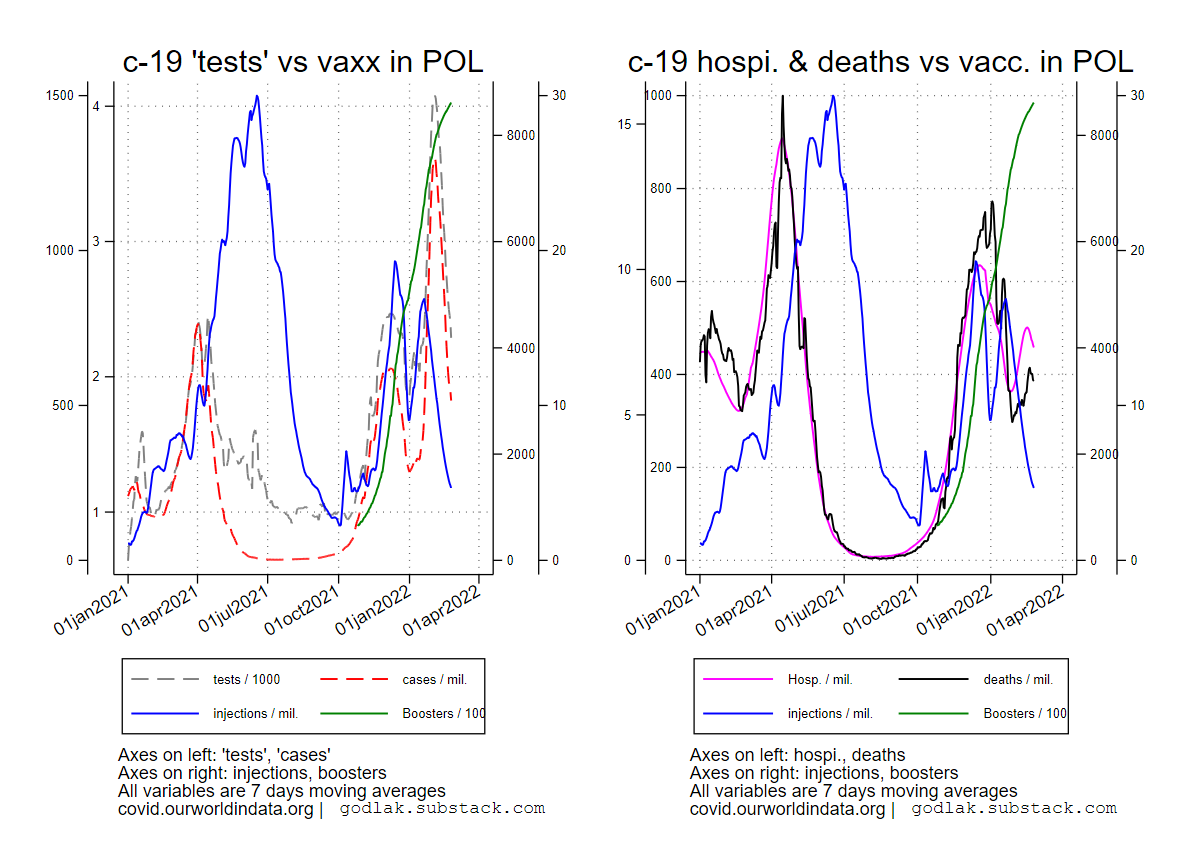 c-19 'tests' vs vaxx in POL
1500
1000
500
0
4
3
2
1
8000
6000
4000
2000
0
30
20
10
0
01jan2021
01apr2021
01jul2021
01oct2021
01jan2022
01apr2022
tests / 1000
cases / mil.
injections / mil.
Boosters / 100
Axes on left: 'tests', 'cases'
Axes on right: injections, boosters
All variables are 7 days moving averages
covid.ourworldindata.org | godlak.substack.com
c-19 hospi. & deaths vs vacc. in POL
15
10
5
0
1000
800
600
400
200
0
8000
6000
4000
2000
0
30
20
10
0
01jan2021
01apr2021
01jul2021
01oct2021
01jan2022
01apr2022
Hosp. / mil.
deaths / mil.
injections / mil.
Boosters / 100
Axes on left: hospi., deaths
Axes on right: injections, boosters
All variables are 7 days moving averages
covid.ourworldindata.org | godlak.substack.com